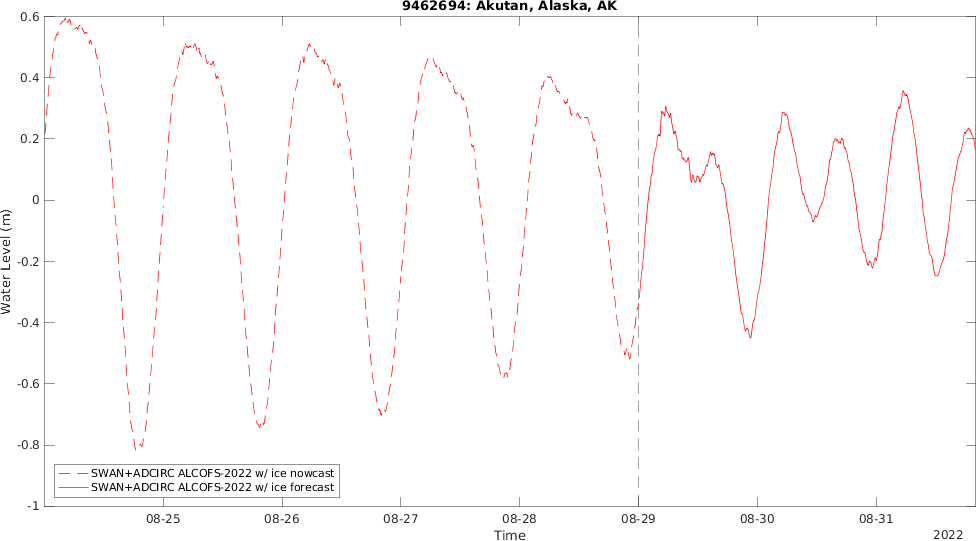 9462694: Akutan, Alaska, AK
0.6
0.4
0.2
0
-0.2
-0.4
-0.6
-0.8
-1
Water Level (m)
SWAN+ADCIRC ALCOFS-2022 w/ ice nowcast
SWAN+ADCIRC ALCOFS-2022 w/ ice forecast
08-25 08-26 08-27 08-28 08-29 08-30 08-31
Time
2022